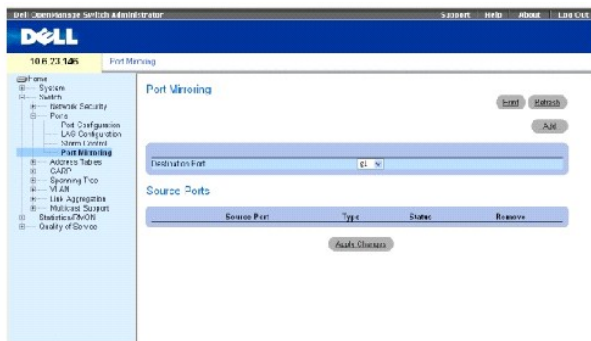 Dell OpenManage Switch Administrator
Support Help About Log Out
DELL
10.6.23.146
Port Mirroring
Home
System
Switch
Network Security
Ports
Port Configuration
LAG Configuration
Storm Control
Port Mirroring
Address Tables
GARP
Spanning Tree
VLAN
Link Aggregation
Multicast Support
Statistics/RMON
Quality of Service
Port Mirroring
Print Refresh
Add
Destination Port g1
Source Ports
Source Port Type Status Remove
Apply Changes